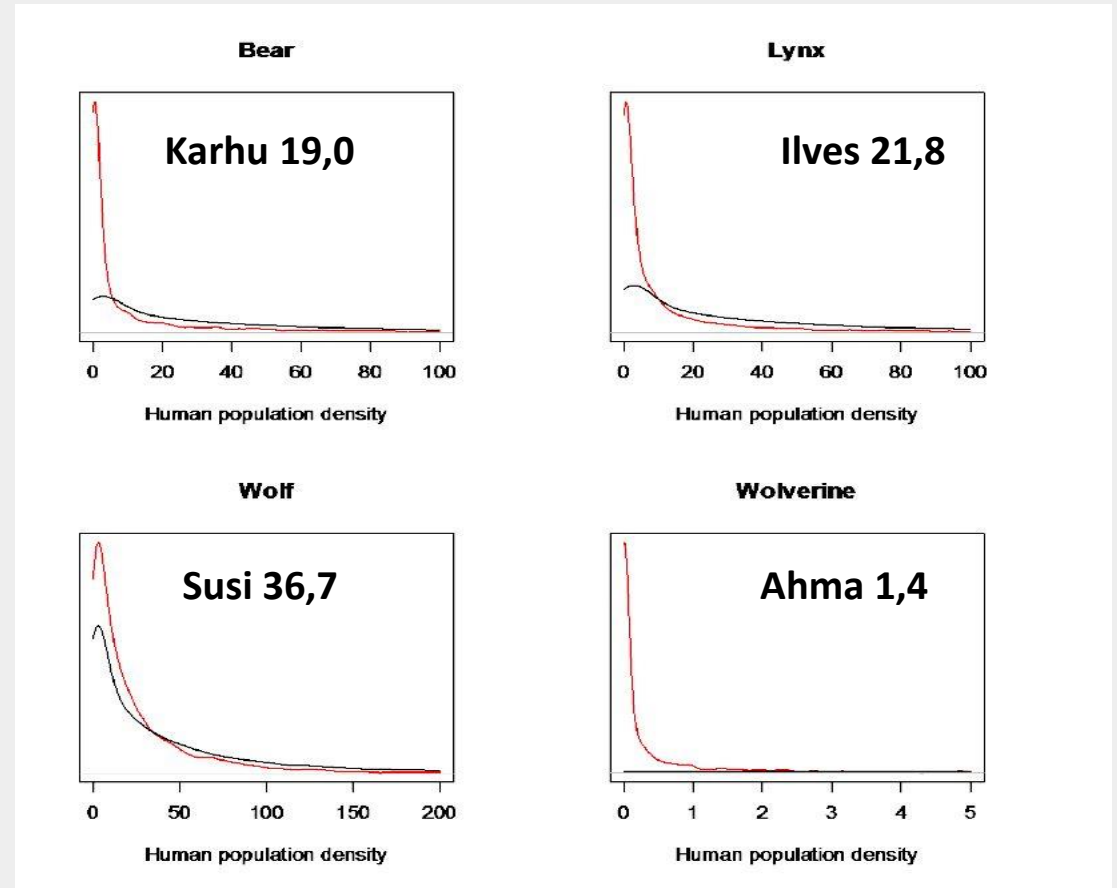 Bear
Karhu 19,0
0 20 40 60 80 100
Human population density
Lynx
Ilves 21,8
0 20 40 60 80 100
Human population density
Wolf
Susi 36,7
0 50 100 150 200
Human population density
Wolverine
Ahma 1,4
0 1 2 3 4 5
Human population density